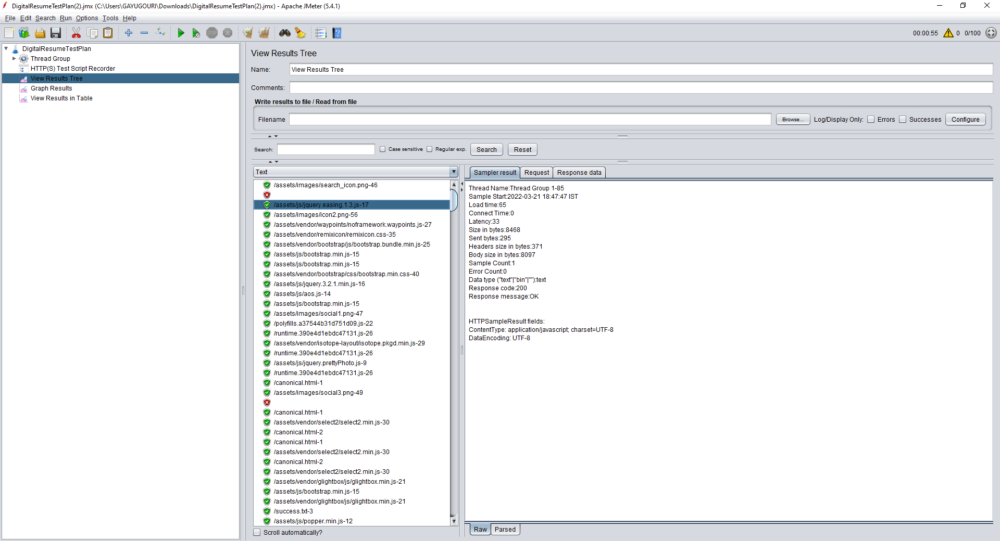 DigitalResumeTestPlan(2).jmx (C:\Users\GAYUGOURI\Downloads\DigitalResumeTestPlan(2).jmx) - Apache JMeter (5.4.1)
File Edit Search Run Options Tools Help
STOP
00:00:55 0 0/100
DigitalResumeTestPlan
Thread Group
HTTP(S) Test Script Recorder
View Results Tree
Graph Results
View Results in Table
View Results Tree
Name: View Results Tree
Comments:
Write results to file / Read from file
Filename Browse... Log/Display Only: Errors Successes Configure
Search: Case sensitive Regular exp. Search Reset
Text
/assets/images/search_icon.png-46
/assets/js/jquery.easing.1.3.js-17
/assets/images/icon2.png-56
/assets/vendor/waypoints/noframework.waypoints.js-27
/assets/vendor/remixicon/remixicon.css-35
/assets/vendor/bootstrap/js/bootstrap.bundle.min.js-25
/assets/js/bootstrap.min.js-15
/assets/js/bootstrap.min.js-15
/assets/vendor/bootstrap/css/bootstrap.min.css-40
/assets/js/jquery.3.2.1.min.js-16
/assets/js/aos.js-14
/assets/js/bootstrap.min.js-15
/assets/images/social1.png-47
/polyfills.a37544b31d751d09.js-22
/runtime.390e4d1ebdc47131.js-26
/assets/vendor/isotope-layout/isotope.pkgd.min.js-29
/runtime.390e4d1ebdc47131.js-26
/assets/js/jquery.prettyPhoto.js-9
/runtime.390e4d1ebdc47131.js-26
/canonical.html-1
/assets/images/social3.png-49
/canonical.html-1
/assets/vendor/select2/select2.min.js-30
/canonical.html-2
/canonical.html-1
/assets/vendor/select2/select2.min.js-30
/canonical.html-2
/assets/vendor/select2/select2.min.js-30
/assets/vendor/glightbox/js/glightbox.min.js-21
/assets/js/bootstrap.min.js-15
/assets/vendor/glightbox/js/glightbox.min.js-21
/success.txt-3
/assets/js/popper.min.js-12
Scroll automatically?
Sampler result Request Response data
Thread Name:Thread Group 1-85
Sample Start:2022-03-21 18:47:47 IST
Load time:65
Connect Time:0
Latency:33
Size in bytes:8468
Sent bytes:295
Headers size in bytes:371
Body size in bytes:8097
Sample Count:1
Error Count:0
Data type ("text"|"bin"|""):text
Response code:200
Response message:OK
HTTPSampleResult fields:
ContentType: application/javascript; charset=UTF-8
DataEncoding: UTF-8
Raw Parsed